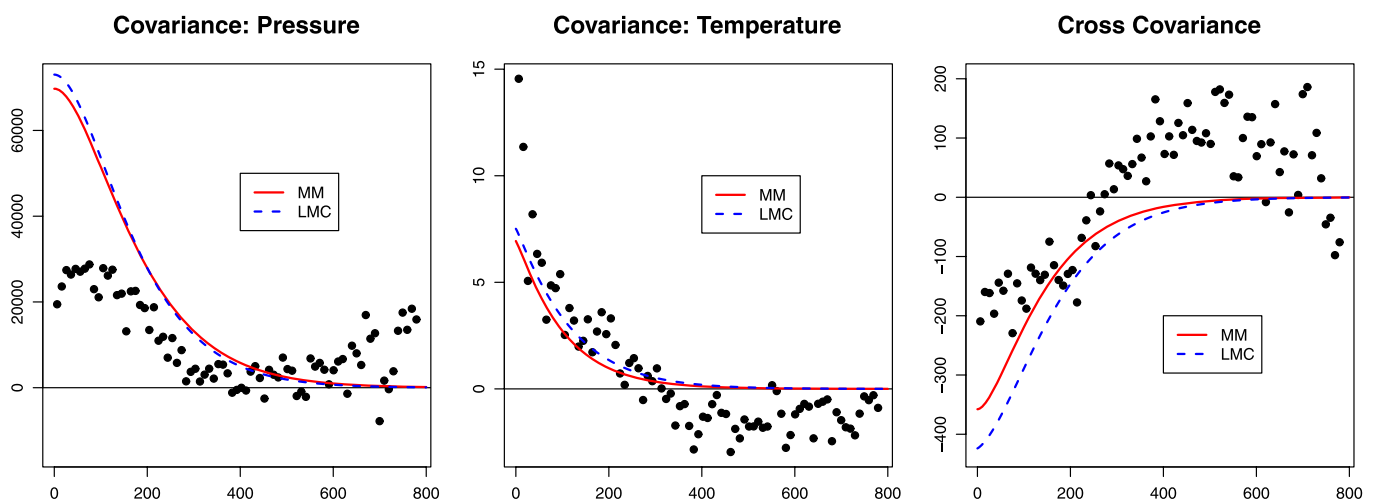 Covariance: Pressure
60000
40000
20000
0
MM
LMC
0 200 400 600 800
Covariance: Temperature
15
10
5
0
MM
LMC
0 200 400 600 800
Cross Covariance
200
100
0
−100
−200
−300
−400
MM
LMC
0 200 400 600 800